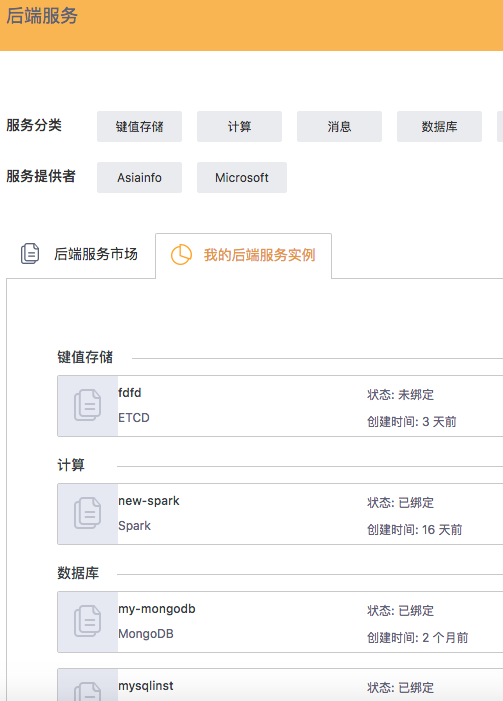 后端服务
服务分类 键值存储 计算 消息 数据库
服务提供者 Asiainfo Microsoft
后端服务市场 我的后端服务实例
键值存储
fdfd 状态: 未绑定
ETCD 创建时间: 3 天前
计算
new-spark 状态: 已绑定
Spark 创建时间: 16 天前
数据库
my-mongodb 状态: 已绑定
MongoDB 创建时间: 2 个月前
mysqlinst 状态: 已绑定